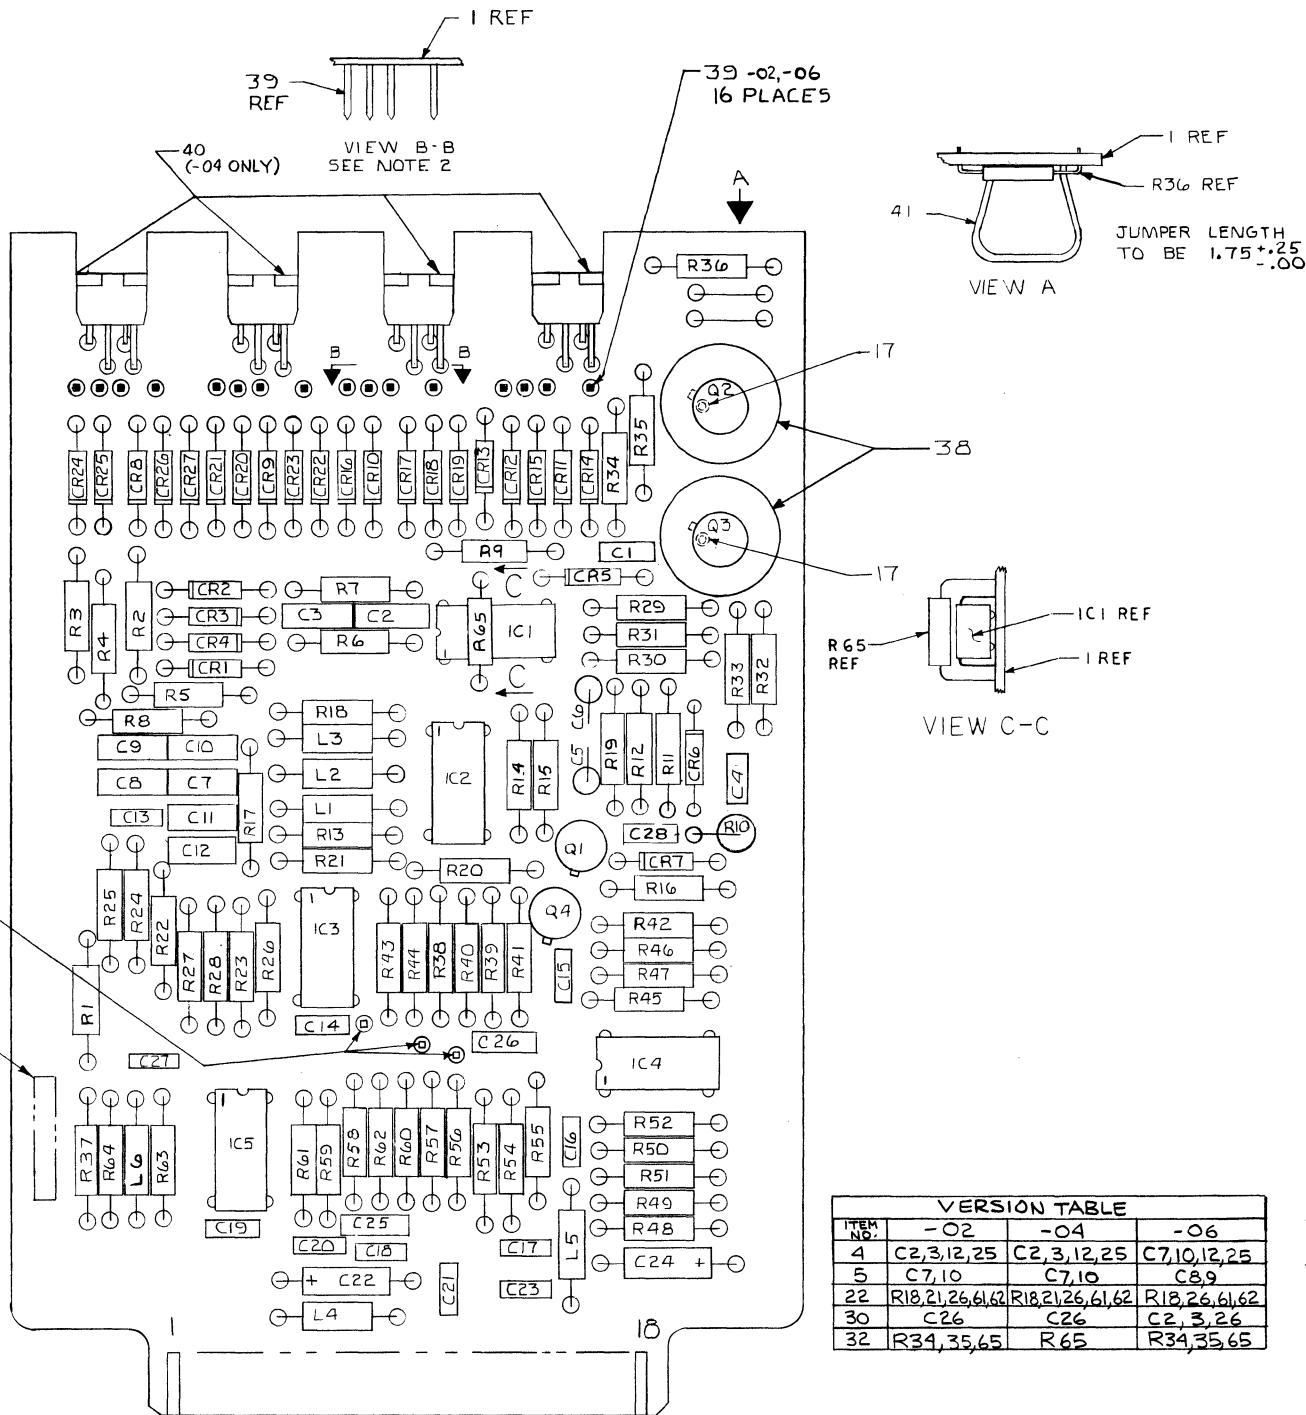 1 REF
39
REF
VIEW B-B
SEE NOTE 2
39 -02,-06
16 PLACES
40
(-04 ONLY)
A
1 REF
R36 REF
41
JUMPER LENGTH
TO BE 1.75 +.25
-.00
VIEW A
R36
B B
17
Q2
38
R35
R34
CR24 CR25 CR8 CR26 CR27 CR21 CR20 CR9 CR23 CR22 CR16 CR10 CR17 CR18 CR19 CR13 CR12 CR15 CR11 CR14
Q3
17
R9 C1
C CR5
R3 R4 R2
CR2 R7
CR3 C3 C2
CR4 R6
CR1
R65 IC1
R29
R31
R30
R33 R32
C
R5
R8
R65
REF
IC1 REF
1 REF
VIEW C-C
C9 C10
C8 C7
C13 C11
C12
R17
R18
L3
L2
L1
R13
R21
1
IC2
R14 R15
C6
C5
R19 R12 R11 CR6
C4
C28 R10
Q1
CR7
R20
R16
R25 R24 R22
R27 R28 R23 R26
1
IC3
R43 R44 R38 R40 R39 R41
Q4
C15
R42
R46
R47
R45
R1
C14
C26
C27
IC4
1
R37 R64 L6 R63
1
IC5
R61 R59 R58 R62 R60 R57 R56 R53 R54 R55
C16
R52
R50
R51
R49
R48
C19
C25
C20 C18
C17
L5
C24 +
+ C22
C21
C23
L4
1 18
VERSION TABLE
ITEM NO. -02 -04 -06
4 C2,3,12,25 C2,3,12,25 C7,10,12,25
5 C7,10 C7,10 C8,9
22 R18,21,26,61,62 R18,21,26,61,62 R18,26,61,62
30 C26 C26 C2,3,26
32 R34,35,65 R65 R34,35,65